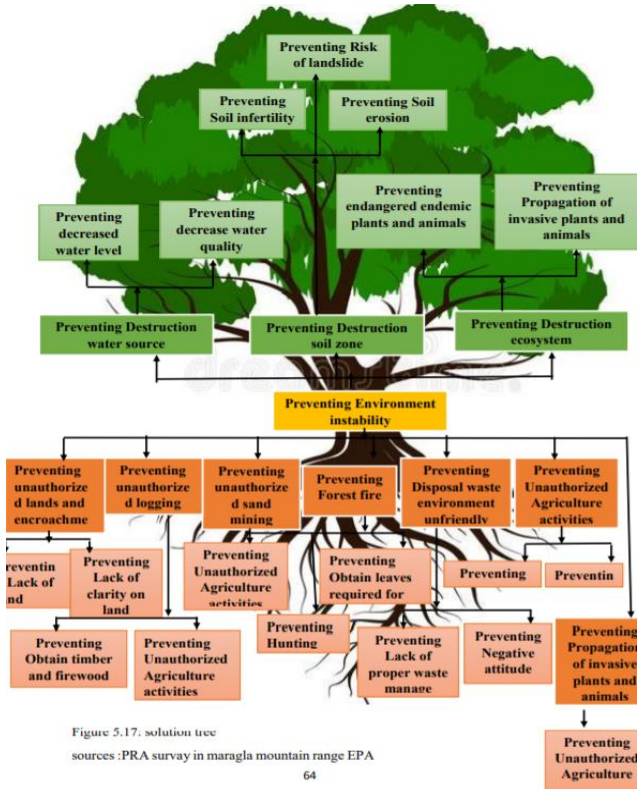 Preventing Risk
of landslide
Preventing
Soil infertility
Preventing Soil
erosion
Preventing
decreased
water level
Preventing
decrease water
quality
Preventing
endangered endemic
plants and animals
Preventing
Propagation of
invasive plants and
animals
Preventing Destruction
water source
Preventing Destruction
soil zone
Preventing Destruction
ecosystem
Preventing Environment
instability
Preventing
unauthorize
d lands and
encroachme
Preventing
unauthorize
d logging
Preventing
unauthorize
d sand
mining
Preventing
Forest fire
Preventing
Disposal waste
environment
unfriendly
Preventing
Unauthorized
Agriculture
activities
Preventin
Lack of
nd
Preventing
Lack of
clarity on
land
Preventing
Unauthorized
Agriculture
activities
Preventing
Obtain leaves
required for
Preventing
Preventin
Preventing
Obtain timber
and firewood
Preventing
Unauthorized
Agriculture
activities
Preventing
Hunting
Preventing
Lack of
proper waste
manage
Preventing
Negative
attitude
Preventing
Propagation
of invasive
plants and
animals
Preventing
Unauthorized
Agriculture
Figure 5.17. solution tree
sources :PRA survay in maragla mountain range EPA
64